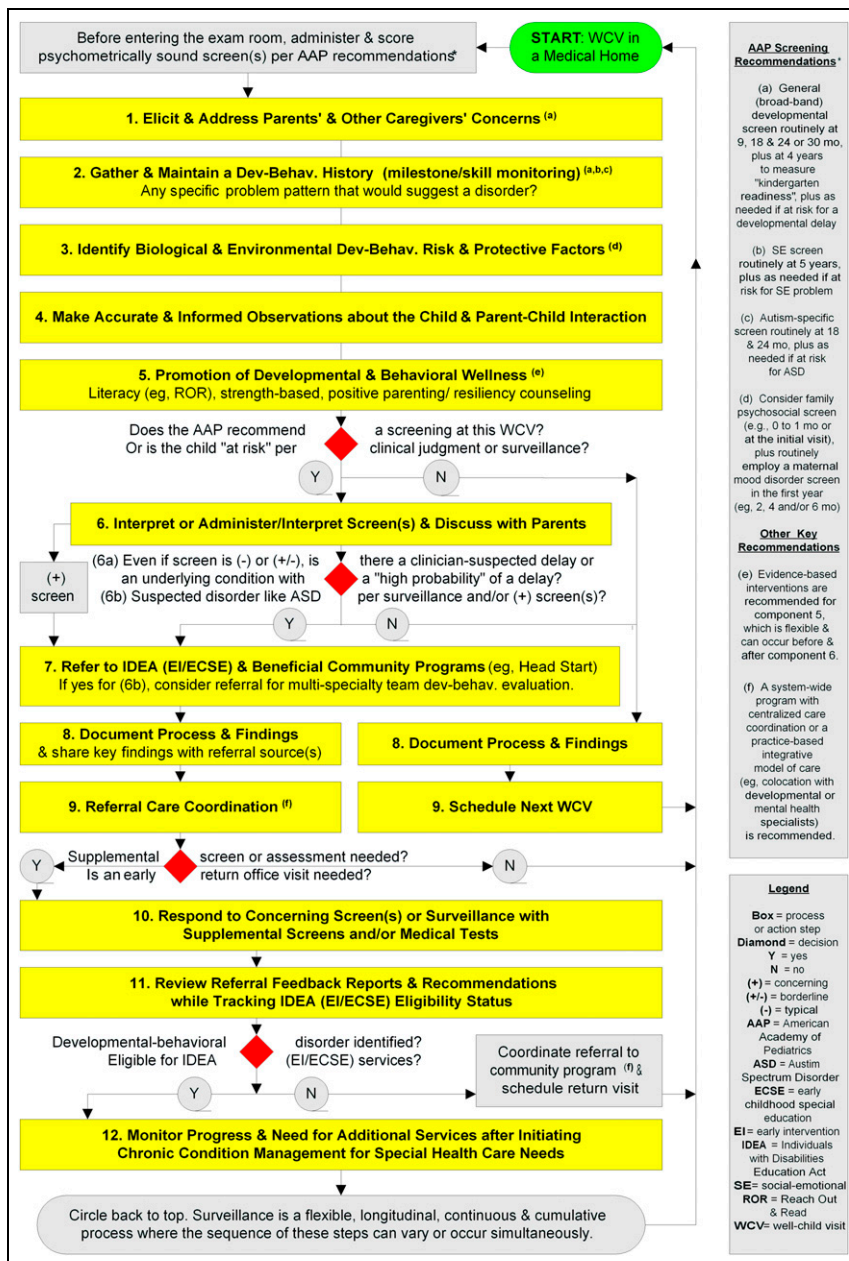 Before entering the exam room, administer & score
psychometrically sound screen(s) per AAP recommendations*
START: WCV in
a Medical Home
1. Elicit & Address Parents' & Other Caregivers' Concerns (a)
2. Gather & Maintain a Dev-Behav. History (milestone/skill monitoring) (a,b,c)
Any specific problem pattern that would suggest a disorder?
3. Identify Biological & Environmental Dev-Behav. Risk & Protective Factors (d)
4. Make Accurate & Informed Observations about the Child & Parent-Child Interaction
5. Promotion of Developmental & Behavioral Wellness (e)
Literacy (eg, ROR), strength-based, positive parenting/ resiliency counseling
Does the AAP recommend a screening at this WCV?
Or is the child "at risk" per clinical judgment or surveillance?
Y
N
6. Interpret or Administer/Interpret Screen(s) & Discuss with Parents
(+)
screen
(6a) Even if screen is (-) or (+/-), is there a clinician-suspected delay or
an underlying condition with a "high probability" of a delay?
(6b) Suspected disorder like ASD per surveillance and/or (+) screen(s)?
Y
N
7. Refer to IDEA (EI/ECSE) & Beneficial Community Programs (eg, Head Start)
If yes for (6b), consider referral for multi-specialty team dev-behav. evaluation.
8. Document Process & Findings
& share key findings with referral source(s)
8. Document Process & Findings
9. Referral Care Coordination (f)
9. Schedule Next WCV
Y
Supplemental screen or assessment needed?
Is an early return office visit needed?
N
10. Respond to Concerning Screen(s) or Surveillance with
Supplemental Screens and/or Medical Tests
11. Review Referral Feedback Reports & Recommendations
while Tracking IDEA (EI/ECSE) Eligibility Status
Developmental-behavioral disorder identified?
Eligible for IDEA (EI/ECSE) services?
Y
N
Coordinate referral to
community program (f) &
schedule return visit
12. Monitor Progress & Need for Additional Services after Initiating
Chronic Condition Management for Special Health Care Needs
Circle back to top. Surveillance is a flexible, longitudinal, continuous & cumulative
process where the sequence of these steps can vary or occur simultaneously.
AAP Screening
Recommendations*
(a) General
(broad-band)
developmental
screen routinely at
9, 18 & 24 or 30 mo,
plus at 4 years
to measure
"kindergarten
readiness", plus as
needed if at risk for a
developmental delay
(b) SE screen
routinely at 5 years,
plus as needed if at
risk for SE problem
(c) Autism-specific
screen routinely at 18
& 24 mo, plus as
needed if at risk
for ASD
(d) Consider family
psychosocial screen
(e.g., 0 to 1 mo or
at the initial visit),
plus routinely
employ a maternal
mood disorder screen
in the first year
(eg, 2, 4 and/or 6 mo)
Other Key
Recommendations
(e) Evidence-based
interventions are
recommended for
component 5,
which is flexible &
can occur before &
after component 6.
(f) A system-wide
program with
centralized care
coordination or a
practice-based
integrative
model of care
(eg, colocation with
developmental or
mental health
specialists)
is recommended.
Legend
Box = process
or action step
Diamond = decision
Y = yes
N = no
(+) = concerning
(+/-) = borderline
(-) = typical
AAP = American
Academy of
Pediatrics
ASD = Austim
Spectrum Disorder
ECSE = early
childhood special
education
EI = early intervention
IDEA = Individuals
with Disabilities
Education Act
SE= social-emotional
ROR = Reach Out
& Read
WCV= well-child visit